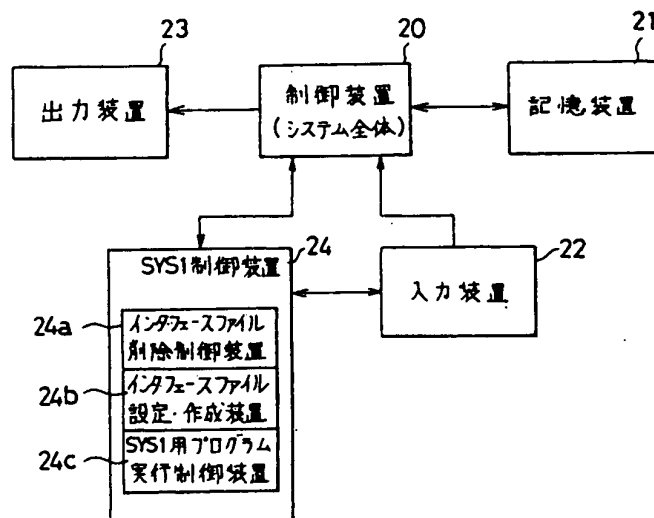 23
出力装置
20
制御装置
(システム全体)
21
記憶装置
24
SYS1制御装置
22
入力装置
24a
インタフェースファイル
削除制御装置
24b
インタフェースファイル
設定・作成装置
24c
SYS1用プログラム
実行制御装置